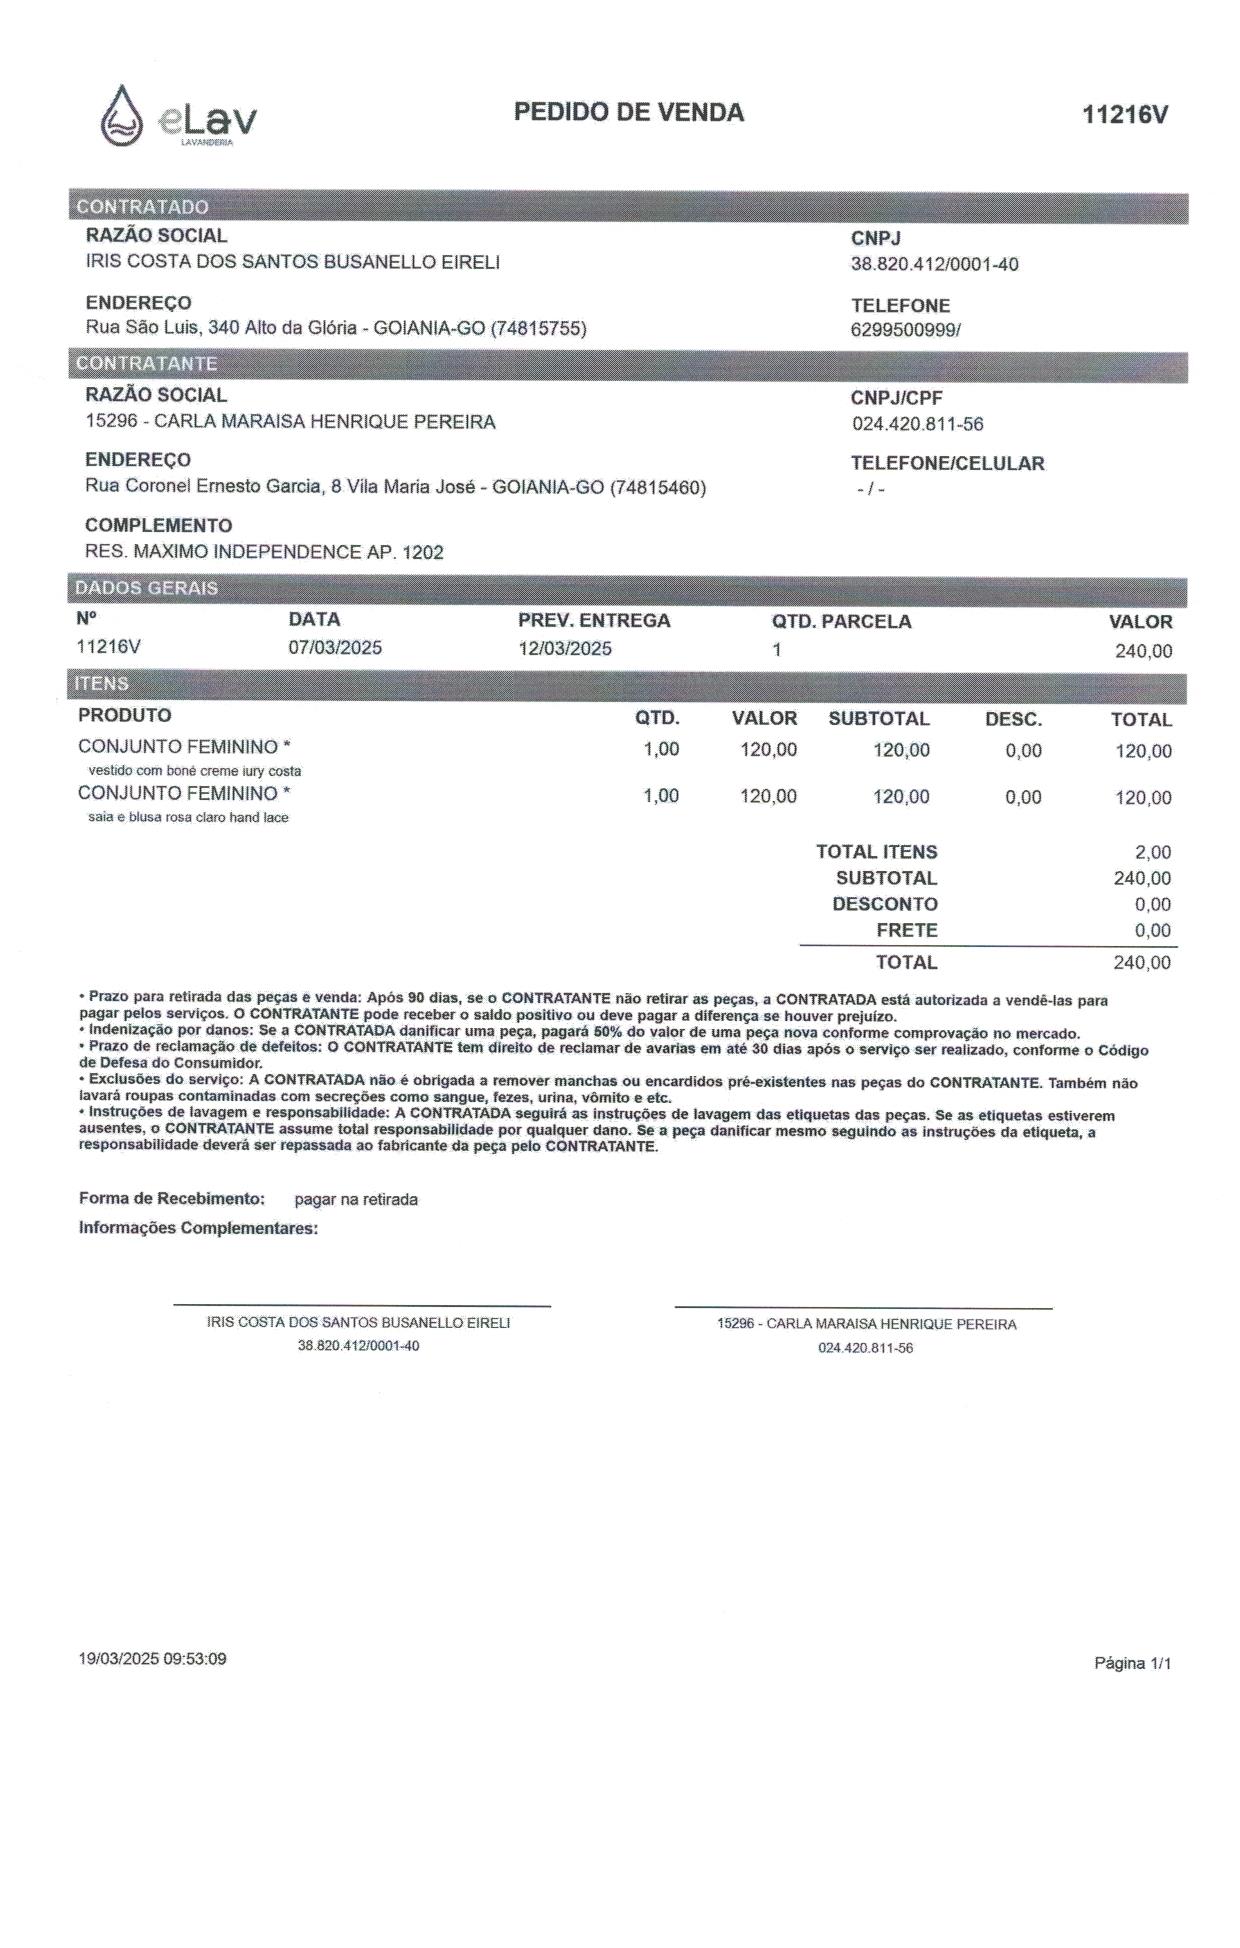 eLav
LAVANDERIA
PEDIDO DE VENDA
11216V
CONTRATADO
RAZÃO SOCIAL CNPJ
IRIS COSTA DOS SANTOS BUSANELLO EIRELI 38.820.412/0001-40
ENDEREÇO TELEFONE
Rua São Luis, 340 Alto da Glória - GOIANIA-GO (74815755) 6299500999/
CONTRATANTE
RAZÃO SOCIAL CNPJ/CPF
15296 - CARLA MARAISA HENRIQUE PEREIRA 024.420.811-56
ENDEREÇO TELEFONE/CELULAR
Rua Coronel Ernesto Garcia, 8 Vila Maria José - GOIANIA-GO (74815460) - / -
COMPLEMENTO
RES. MAXIMO INDEPENDENCE AP. 1202
DADOS GERAIS
Nº DATA PREV. ENTREGA QTD. PARCELA VALOR
11216V 07/03/2025 12/03/2025 1 240,00
ITENS
PRODUTO QTD. VALOR SUBTOTAL DESC. TOTAL
CONJUNTO FEMININO * 1,00 120,00 120,00 0,00 120,00
vestido com boné creme iury costa
CONJUNTO FEMININO * 1,00 120,00 120,00 0,00 120,00
saia e blusa rosa claro hand lace
TOTAL ITENS 2,00
SUBTOTAL 240,00
DESCONTO 0,00
FRETE 0,00
TOTAL 240,00
• Prazo para retirada das peças e venda: Após 90 dias, se o CONTRATANTE não retirar as peças, a CONTRATADA está autorizada a vendê-las para
pagar pelos serviços. O CONTRATANTE pode receber o saldo positivo ou deve pagar a diferença se houver prejuízo.
• Indenização por danos: Se a CONTRATADA danificar uma peça, pagará 50% do valor de uma peça nova conforme comprovação no mercado.
• Prazo de reclamação de defeitos: O CONTRATANTE tem direito de reclamar de avarias em até 30 dias após o serviço ser realizado, conforme o Código
de Defesa do Consumidor.
• Exclusões do serviço: A CONTRATADA não é obrigada a remover manchas ou encardidos pré-existentes nas peças do CONTRATANTE. Também não
lavará roupas contaminadas com secreções como sangue, fezes, urina, vômito e etc.
• Instruções de lavagem e responsabilidade: A CONTRATADA seguirá as instruções de lavagem das etiquetas das peças. Se as etiquetas estiverem
ausentes, o CONTRATANTE assume total responsabilidade por qualquer dano. Se a peça danificar mesmo seguindo as instruções da etiqueta, a
responsabilidade deverá ser repassada ao fabricante da peça pelo CONTRATANTE.
Forma de Recebimento: pagar na retirada
Informações Complementares:
IRIS COSTA DOS SANTOS BUSANELLO EIRELI 15296 - CARLA MARAISA HENRIQUE PEREIRA
38.820.412/0001-40 024.420.811-56
19/03/2025 09:53:09 Página 1/1